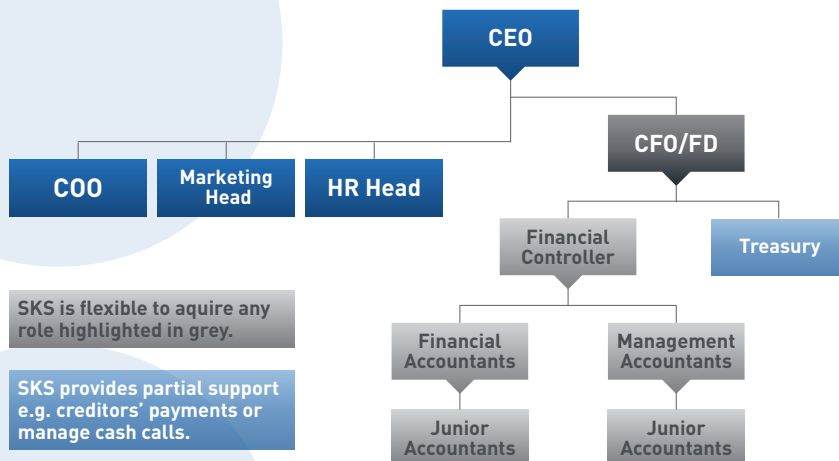 CEO
CFO/FD
COO
Marketing
Head
HR Head
Financial
Controller
Treasury
SKS is flexible to aquire any
role highlighted in grey.
Financial
Accountants
Management
Accountants
SKS provides partial support
e.g. creditors’ payments or
manage cash calls.
Junior
Accountants
Junior
Accountants